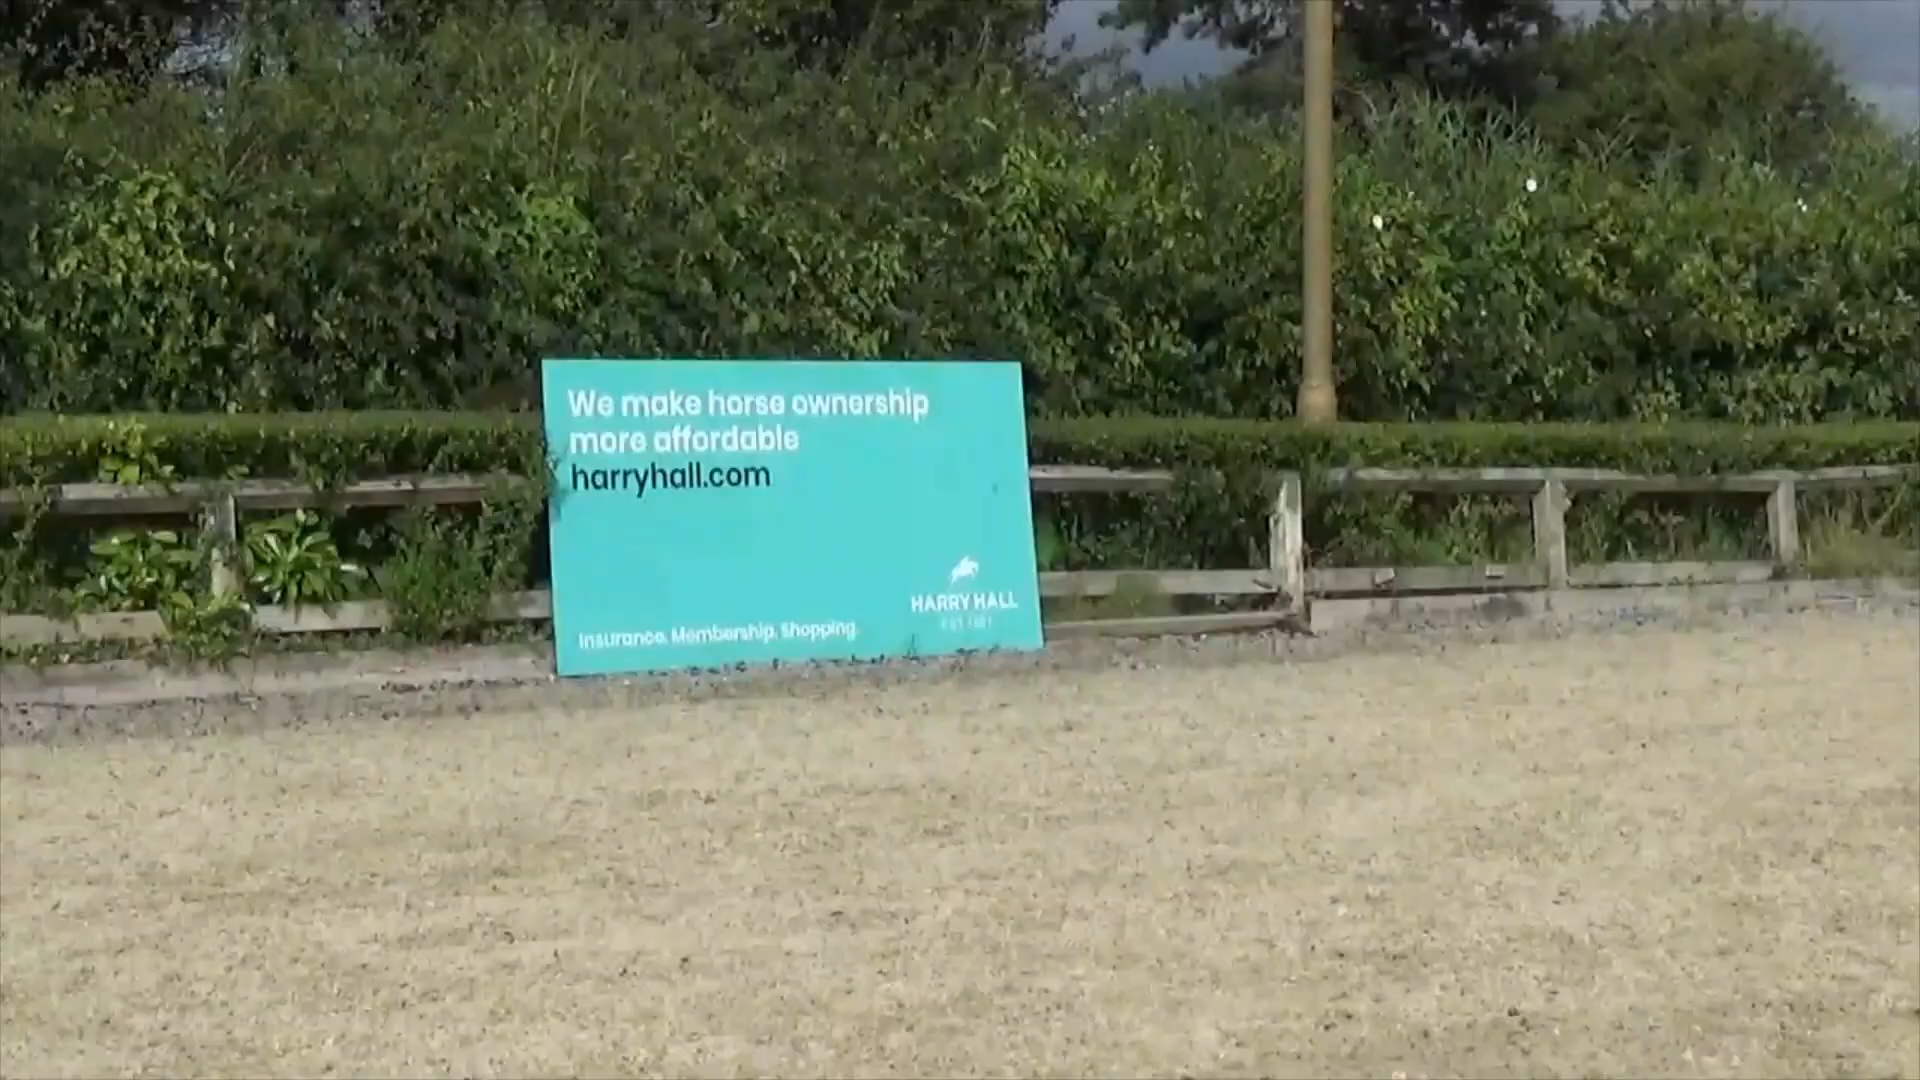 We make horse ownership
more affordable
harryhall.com
HARRY HALL
Insurance. Membership. Shopping.